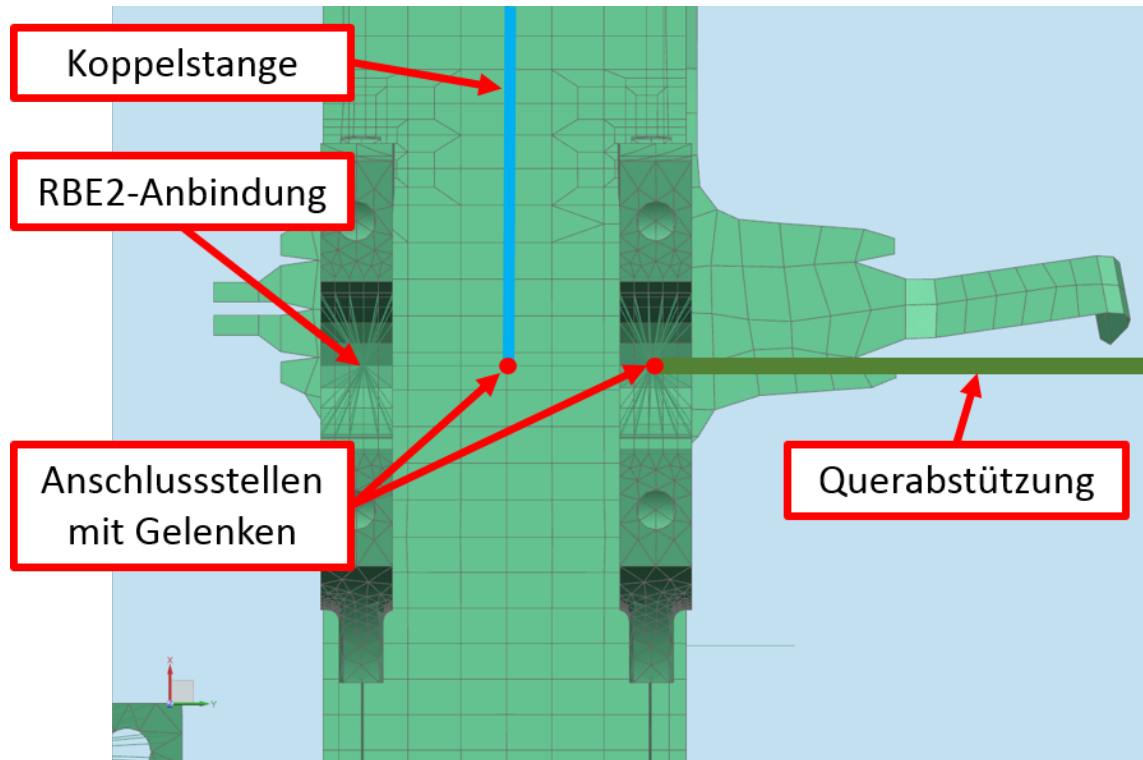 Koppelstange
RBE2-Anbindung
Anschlussstellen
mit Gelenken
Querabstützung
X
Y